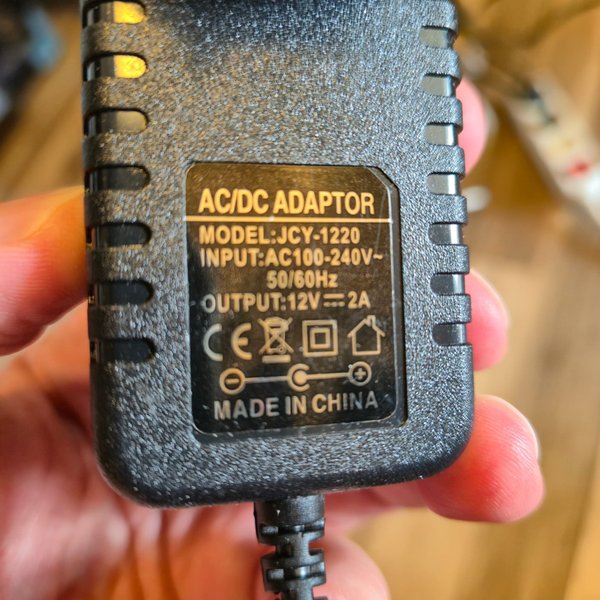 AC/DC ADAPTOR
MODEL:JCY-1220
INPUT:AC100-240V~
50/60Hz
OUTPUT:12V⎓2A
CE
MADE IN CHINA